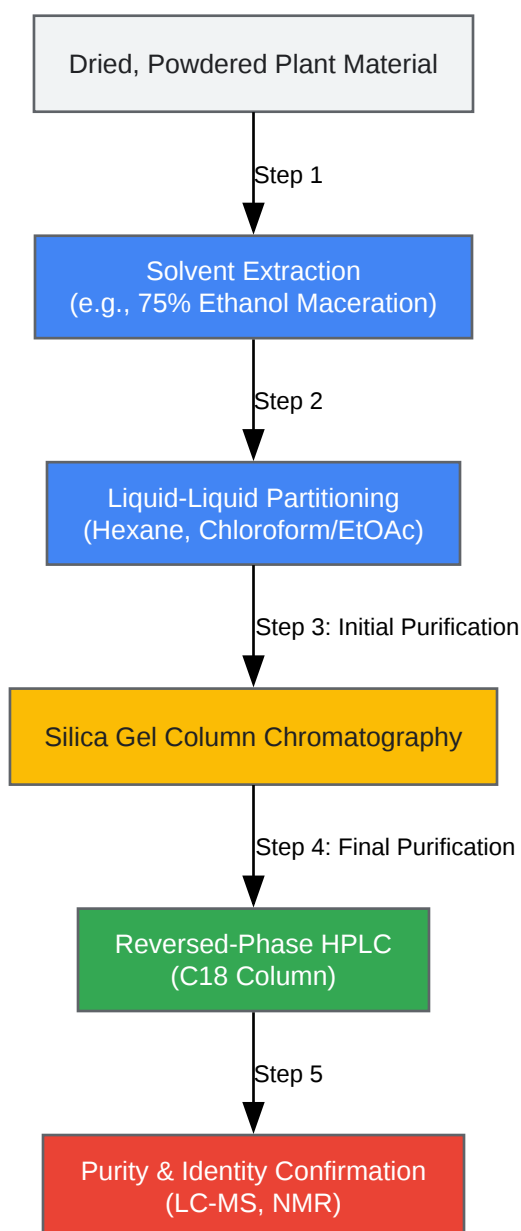 Dried, Powdered Plant Material
Step 1
Solvent Extraction
(e.g., 75% Ethanol Maceration)
Step 2
Liquid-Liquid Partitioning
(Hexane, Chloroform/EtOAc)
Step 3: Initial Purification
Silica Gel Column Chromatography
Step 4: Final Purification
Reversed-Phase HPLC
(C18 Column)
Step 5
Purity & Identity Confirmation
(LC-MS, NMR)